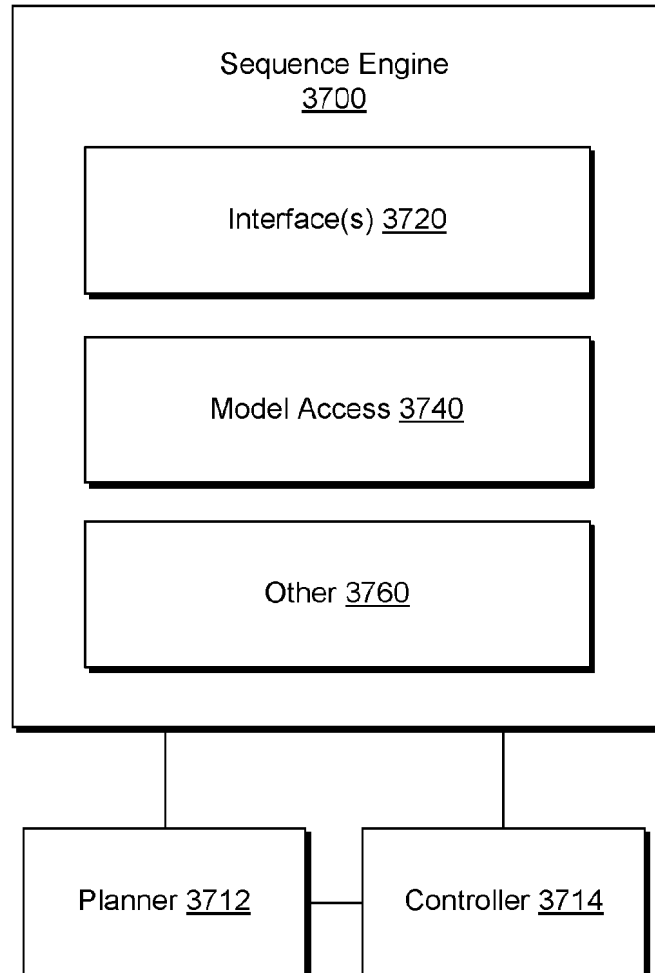 Sequence Engine
3700
Interface(s) 3720
Model Access 3740
Other 3760
Planner 3712
Controller 3714